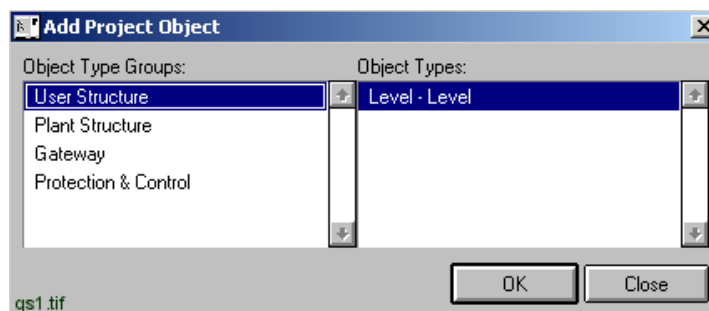 Add Project Object
Object Type Groups:
Object Types:
User Structure
Plant Structure
Gateway
Protection & Control
Level - Level
OK
Close
qs1.tif